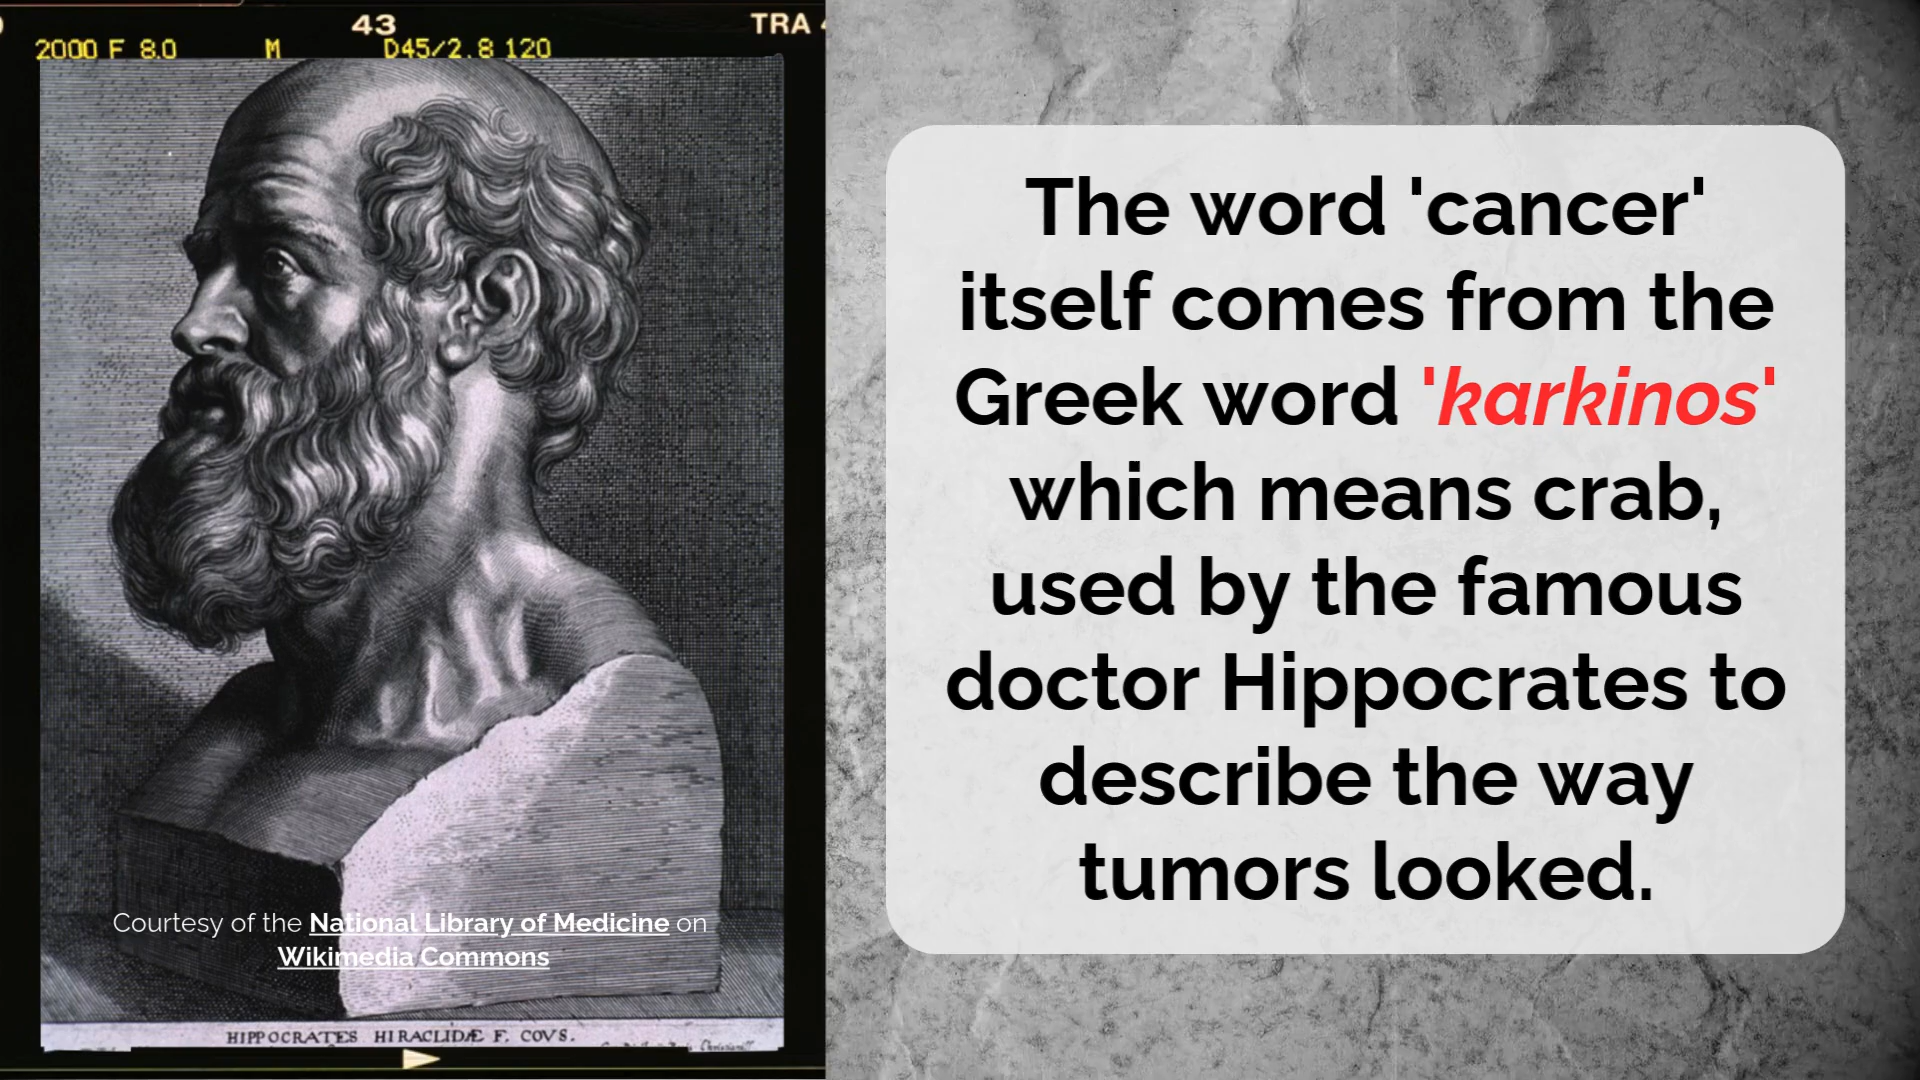 43
TRA
2000 F 8.0 M D45/2.8 120
Courtesy of the National Library of Medicine on
Wikimedia Commons
HIPPOCRATES HIRACLIDÆ F. COVS.
The word 'cancer'
itself comes from the
Greek word 'karkinos'
which means crab,
used by the famous
doctor Hippocrates to
describe the way
tumors looked.